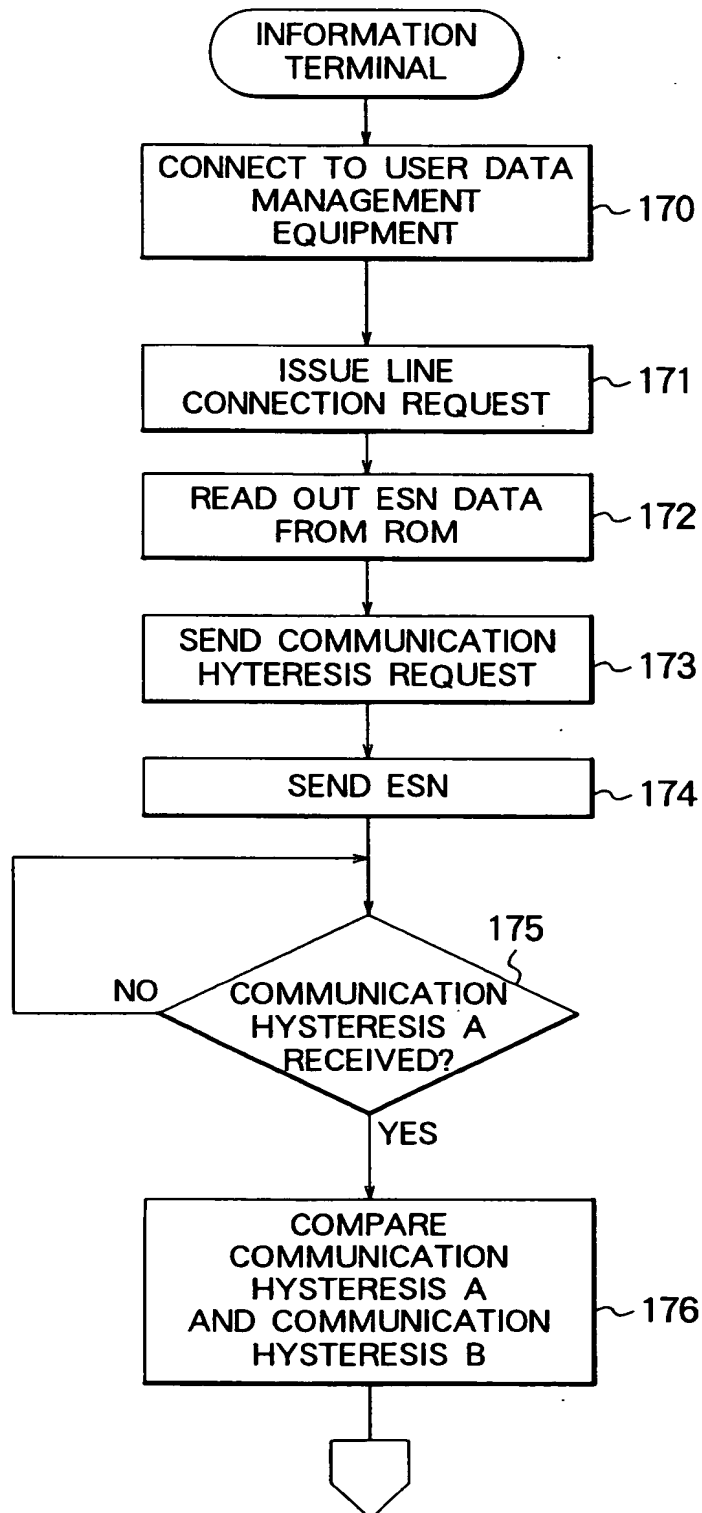 INFORMATION
TERMINAL
CONNECT TO USER DATA
MANAGEMENT
EQUIPMENT
170
ISSUE LINE
CONNECTION REQUEST
171
READ OUT ESN DATA
FROM ROM
172
SEND COMMUNICATION
HYTERESIS REQUEST
173
SEND ESN
174
175
NO
COMMUNICATION
HYSTERESIS A
RECEIVED?
YES
COMPARE
COMMUNICATION
HYSTERESIS A
AND COMMUNICATION
HYSTERESIS B
176